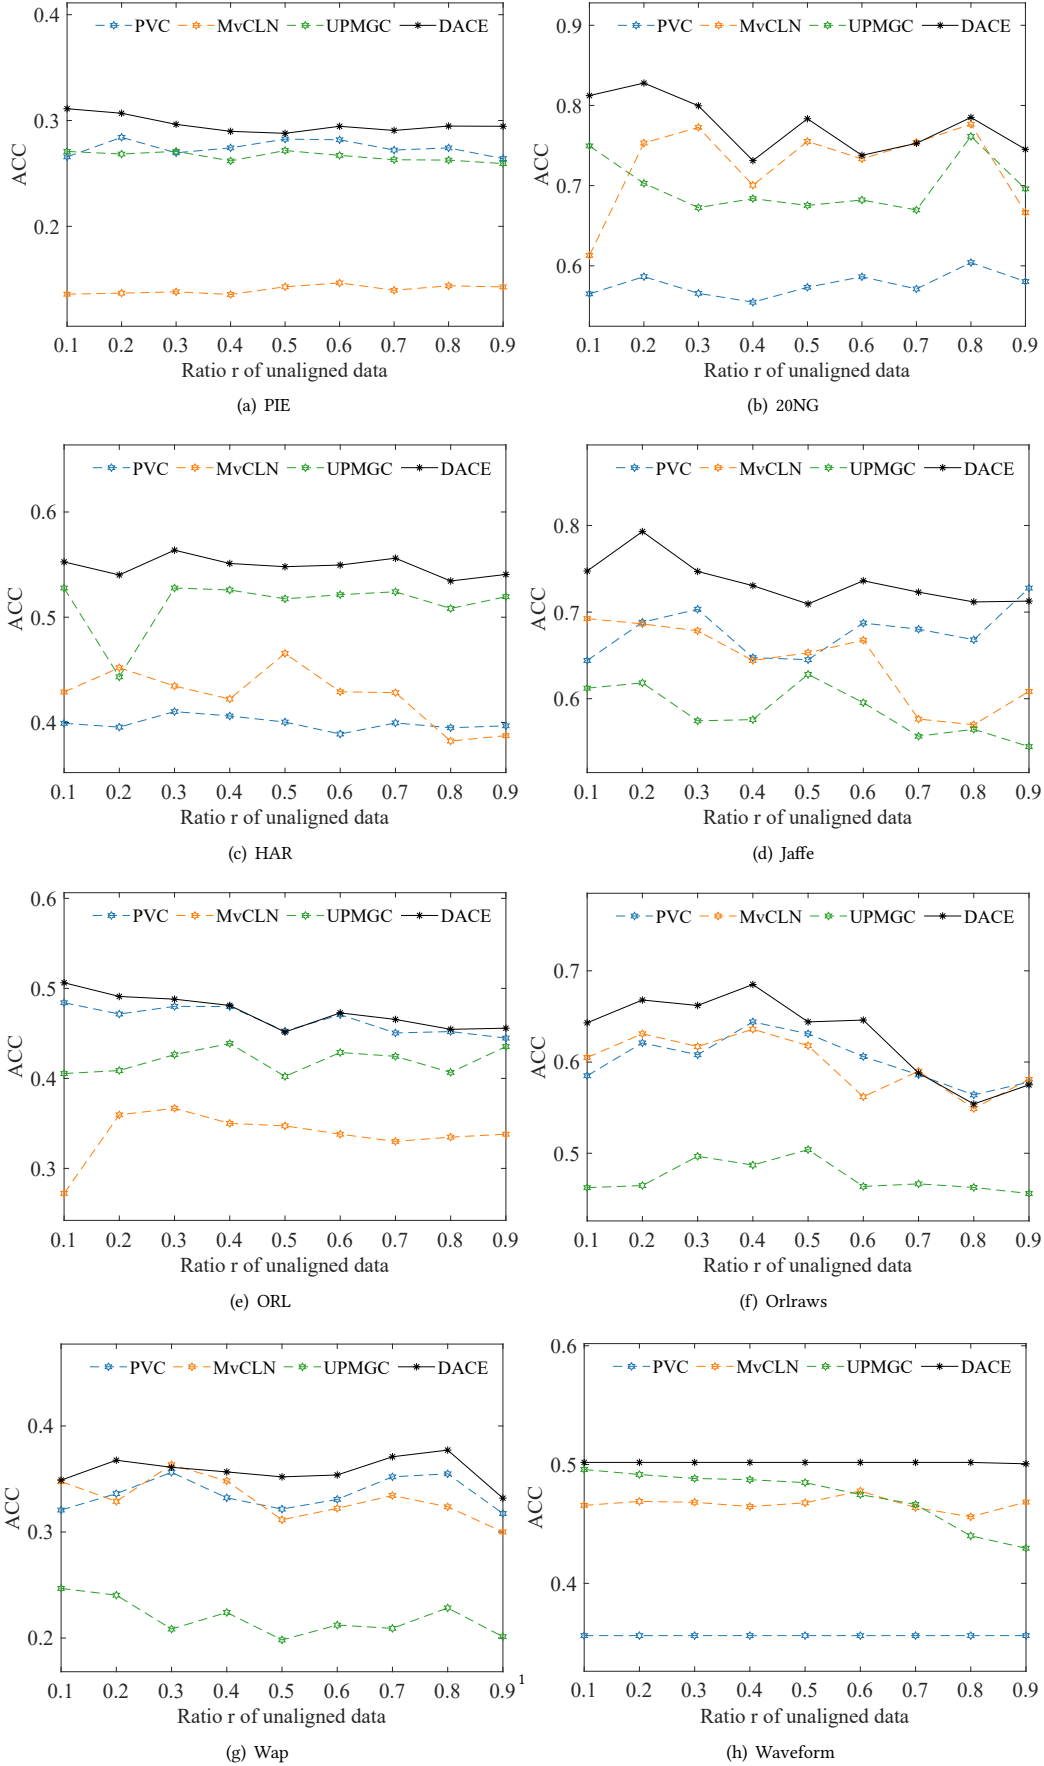 PVC MvCLN UPMGC DACE
0.4
0.3
0.2
ACC
0.1 0.2 0.3 0.4 0.5 0.6 0.7 0.8 0.9
Ratio r of unaligned data
(a) PIE
PVC MvCLN UPMGC DACE
0.9
0.8
0.7
0.6
ACC
0.1 0.2 0.3 0.4 0.5 0.6 0.7 0.8 0.9
Ratio r of unaligned data
(b) 20NG
PVC MvCLN UPMGC DACE
0.6
0.5
0.4
ACC
0.1 0.2 0.3 0.4 0.5 0.6 0.7 0.8 0.9
Ratio r of unaligned data
(c) HAR
PVC MvCLN UPMGC DACE
0.8
0.7
0.6
ACC
0.1 0.2 0.3 0.4 0.5 0.6 0.7 0.8 0.9
Ratio r of unaligned data
(d) Jaffe
0.6
PVC MvCLN UPMGC DACE
0.5
0.4
0.3
ACC
0.1 0.2 0.3 0.4 0.5 0.6 0.7 0.8 0.9
Ratio r of unaligned data
(e) ORL
PVC MvCLN UPMGC DACE
0.7
0.6
0.5
ACC
0.1 0.2 0.3 0.4 0.5 0.6 0.7 0.8 0.9
Ratio r of unaligned data
(f) Orlraws
PVC MvCLN UPMGC DACE
0.4
0.3
0.2
ACC
0.1 0.2 0.3 0.4 0.5 0.6 0.7 0.8 0.9
1
Ratio r of unaligned data
(g) Wap
0.6
PVC MvCLN UPMGC DACE
0.5
0.4
ACC
0.1 0.2 0.3 0.4 0.5 0.6 0.7 0.8 0.9
Ratio r of unaligned data
(h) Waveform